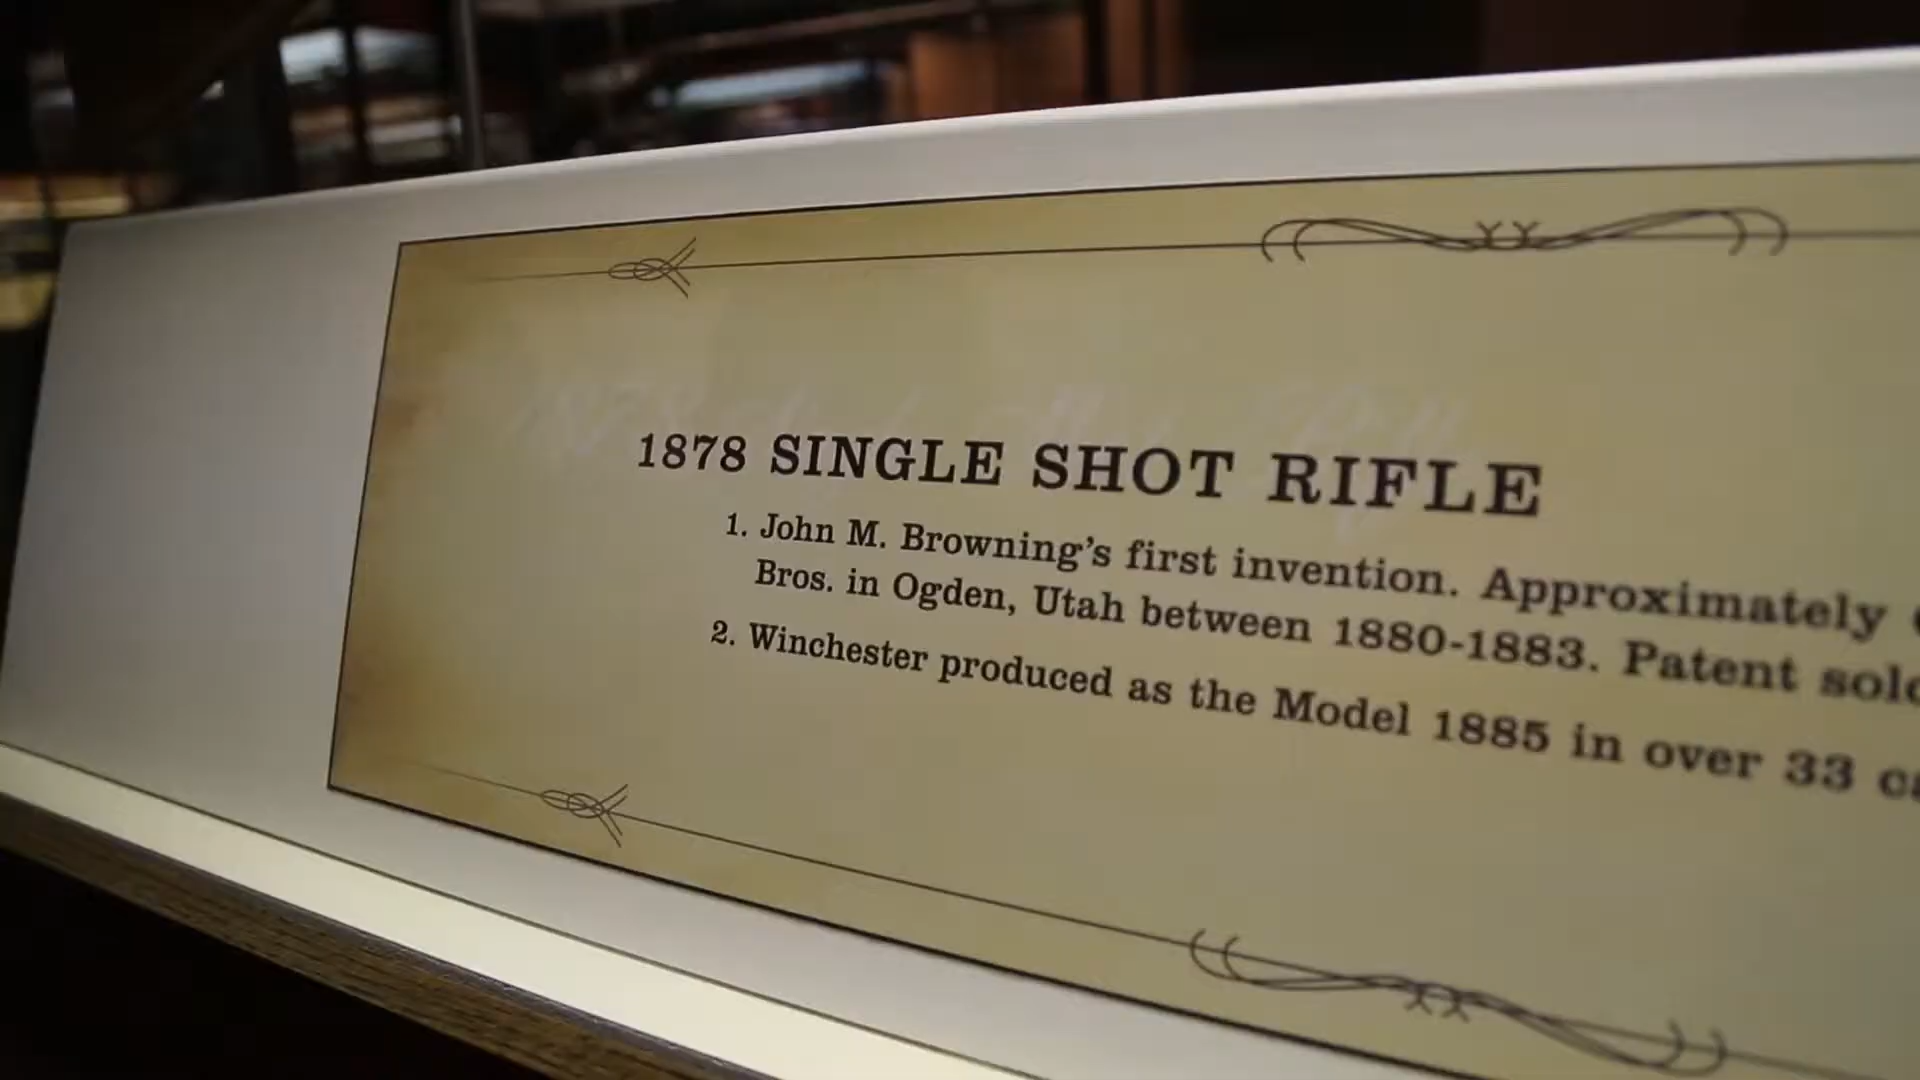 1878 SINGLE SHOT RIFLE
1. John M. Browning's first invention. Approximately
Bros. in Ogden, Utah between 1880-1883. Patent sold
2. Winchester produced as the Model 1885 in over 33